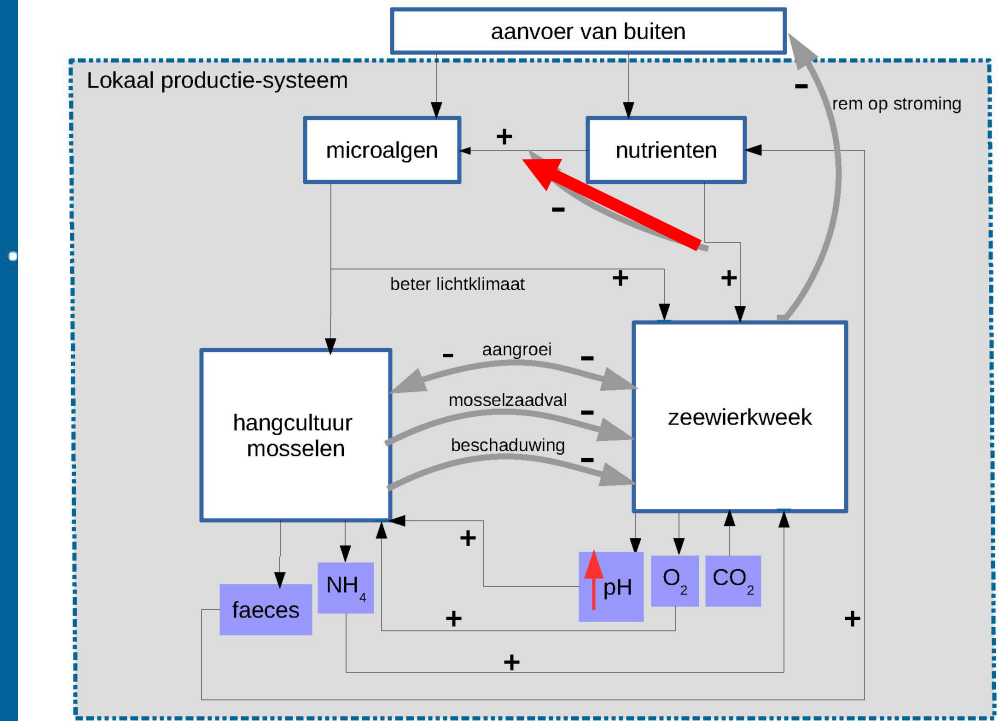 aanvoer van buiten
Lokaal productie-systeem
-
rem op stroming
+
microalgen
nutrienten
-
+
+
beter lichtklimaat
- aangroei -
mosselzaadval
-
hangcultuur
mosselen
zeewierkweek
beschaduwing
-
+
NH4
pH
O2
CO2
faeces
+
+
+